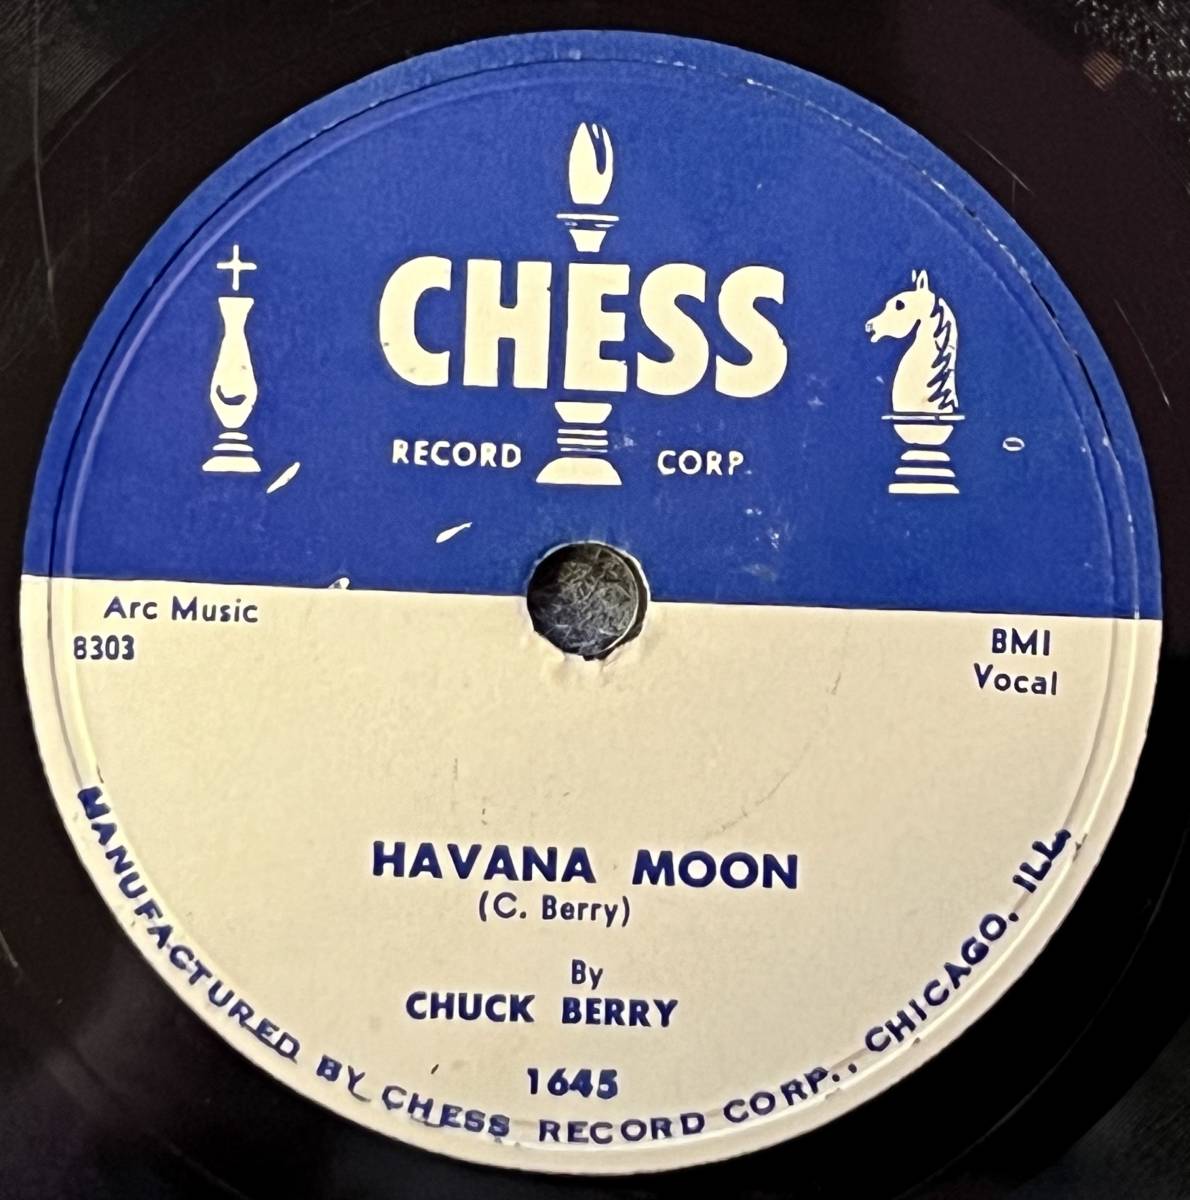 CHESS
RECORD CORP.
Arc Music
8303
BMI
Vocal
HAVANA MOON
(C. Berry)
By
CHUCK BERRY
1645
MANUFACTURED BY CHESS RECORD CORP., CHICAGO, ILL.